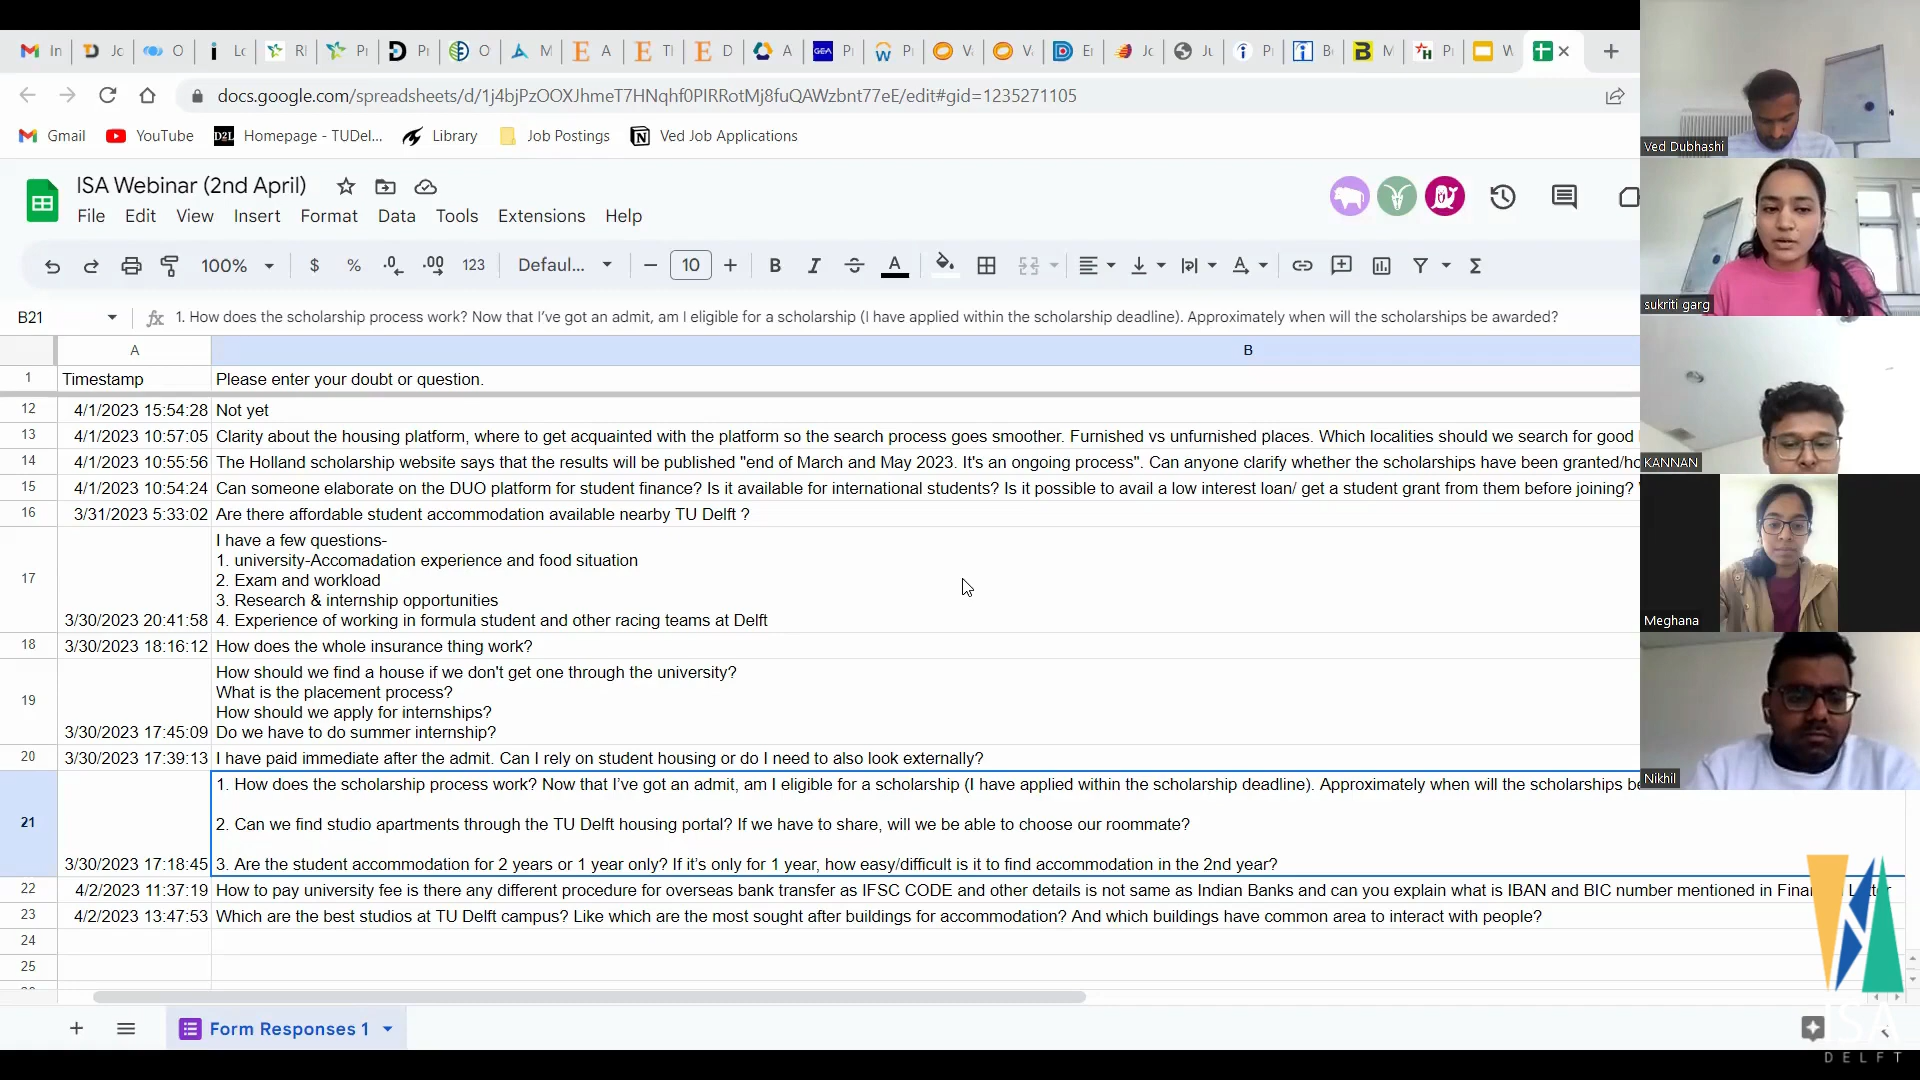 In
Jc
O
Lc
RI
Pr
Pr
O
M
A
TI
D
A
Pi
Pi
V
V
Ei
Jc
Ju
Pi
B
M
Pi
W
docs.google.com/spreadsheets/d/1j4bjPzOOXJhmeT7HNqhf0PIRRotMj8fuQAWzbnt77eE/edit#gid=1235271105
Gmail YouTube Homepage - TUDel... Library Job Postings Ved Job Applications
ISA Webinar (2nd April)
File Edit View Insert Format Data Tools Extensions Help
100% $ % .0 .00 123 Defaul... 10 B I A
B21 fx 1. How does the scholarship process work? Now that I've got an admit, am I eligible for a scholarship (I have applied within the scholarship deadline). Approximately when will the scholarships be awarded?
A B
1 Timestamp Please enter your doubt or question.
12 4/1/2023 15:54:28 Not yet
13 4/1/2023 10:57:05 Clarity about the housing platform, where to get acquainted with the platform so the search process goes smoother. Furnished vs unfurnished places. Which localities should we search for good
14 4/1/2023 10:55:56 The Holland scholarship website says that the results will be published "end of March and May 2023. It's an ongoing process". Can anyone clarify whether the scholarships have been granted/ho
15 4/1/2023 10:54:24 Can someone elaborate on the DUO platform for student finance? Is it available for international students? Is it possible to avail a low interest loan/ get a student grant from them before joining?
16 3/31/2023 5:33:02 Are there affordable student accommodation available nearby TU Delft ?
I have a few questions-
1. university-Accomadation experience and food situation
17 2. Exam and workload
3. Research & internship opportunities
3/30/2023 20:41:58 4. Experience of working in formula student and other racing teams at Delft
18 3/30/2023 18:16:12 How does the whole insurance thing work?
How should we find a house if we don't get one through the university?
What is the placement process?
19 How should we apply for internships?
3/30/2023 17:45:09 Do we have to do summer internship?
20 3/30/2023 17:39:13 I have paid immediate after the admit. Can I rely on student housing or do I need to also look externally?
1. How does the scholarship process work? Now that I've got an admit, am I eligible for a scholarship (I have applied within the scholarship deadline). Approximately when will the scholarships be
21 2. Can we find studio apartments through the TU Delft housing portal? If we have to share, will we be able to choose our roommate?
3/30/2023 17:18:45 3. Are the student accommodation for 2 years or 1 year only? If it's only for 1 year, how easy/difficult is it to find accommodation in the 2nd year?
22 4/2/2023 11:37:19 How to pay university fee is there any different procedure for overseas bank transfer as IFSC CODE and other details is not same as Indian Banks and can you explain what is IBAN and BIC number mentioned in
23 4/2/2023 13:47:53 Which are the best studios at TU Delft campus? Like which are the most sought after buildings for accommodation? And which buildings have common area to interact with people?
24
25
Form Responses 1
Ved Dubhashi
sukriti garg
KANNAN
Meghana
Nikhil
ISA
DELFT